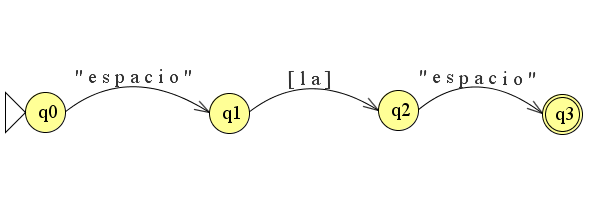 "espacio" [la] "espacio"
q0 q1 q2 q3